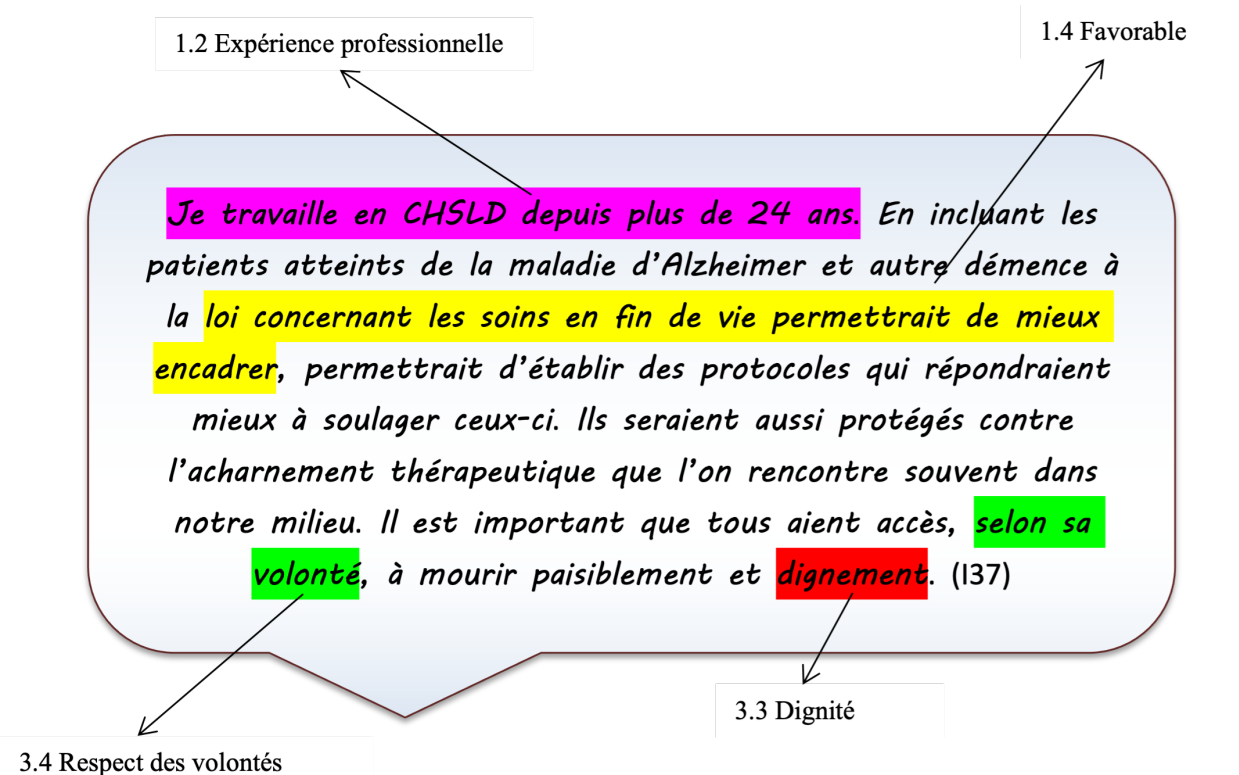 1.2 Expérience professionnelle
1.4 Favorable
Je travaille en CHSLD depuis plus de 24 ans. En incluant les
patients atteints de la maladie d'Alzheimer et autre démence à
la loi concernant les soins en fin de vie permettrait de mieux
encadrer, permettrait d'établir des protocoles qui répondraient
mieux à soulager ceux-ci. Ils seraient aussi protégés contre
l'acharnement thérapeutique que l'on rencontre souvent dans
notre milieu. Il est important que tous aient accès, selon sa
volonté, à mourir paisiblement et dignement. (I37)
3.3 Dignité
3.4 Respect des volontés